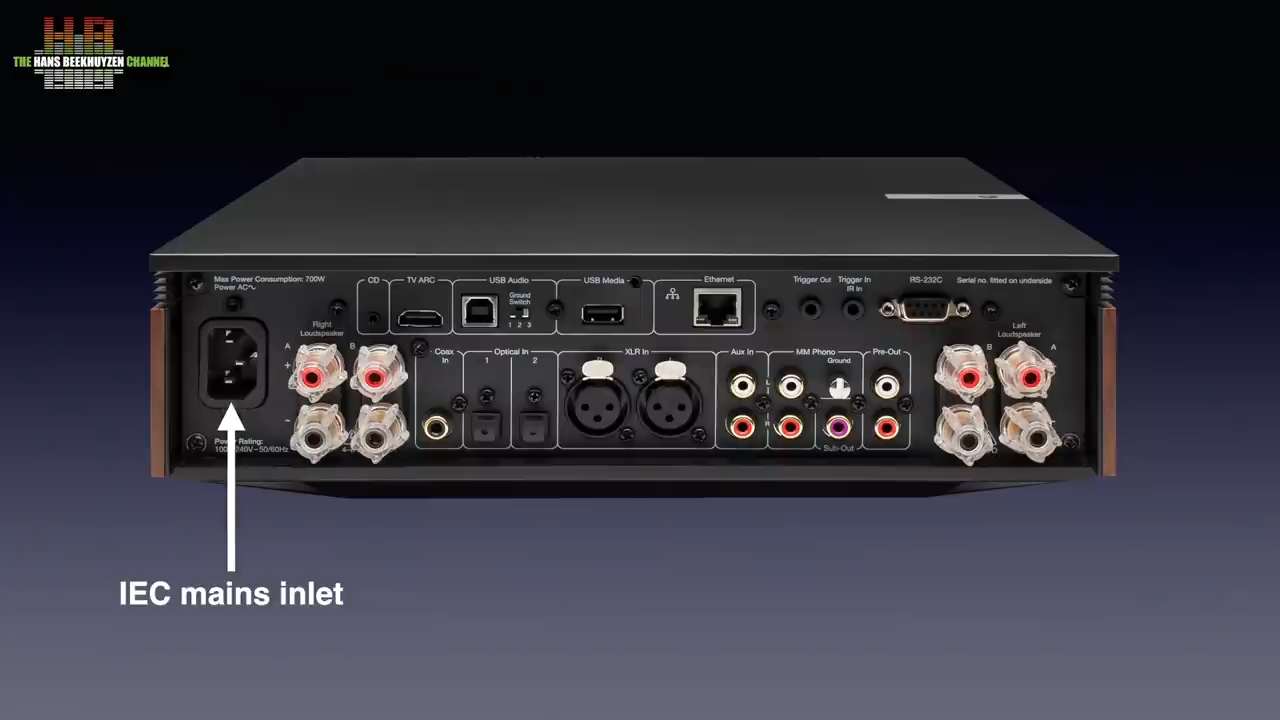 THE HANS BEEKHUYZEN CHANNEL
Max Power Consumption: 700W
Power AC~
CD
TV ARC
USB Audio
Ground
Switch
1 2 3
USB Media
Ethernet
Trigger Out
Trigger In
IR In
RS-232C
Serial no. fitted on underside
Right
Loudspeaker
A
B
Coax
In
Optical In
1
2
XLR In
Aux In
L
R
MM Phono
Ground
Pre-Out
Sub-Out
Left
Loudspeaker
B
A
+
-
Power Rating:
240V~50/60Hz
IEC mains inlet